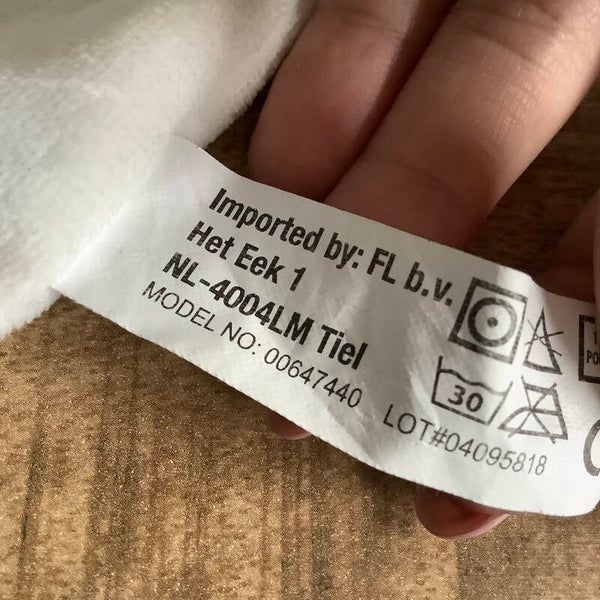 Imported by: FL b.v.
Het Eek 1
NL-4004LM Tiel
MODEL NO: 00647440
30
LOT#04095818